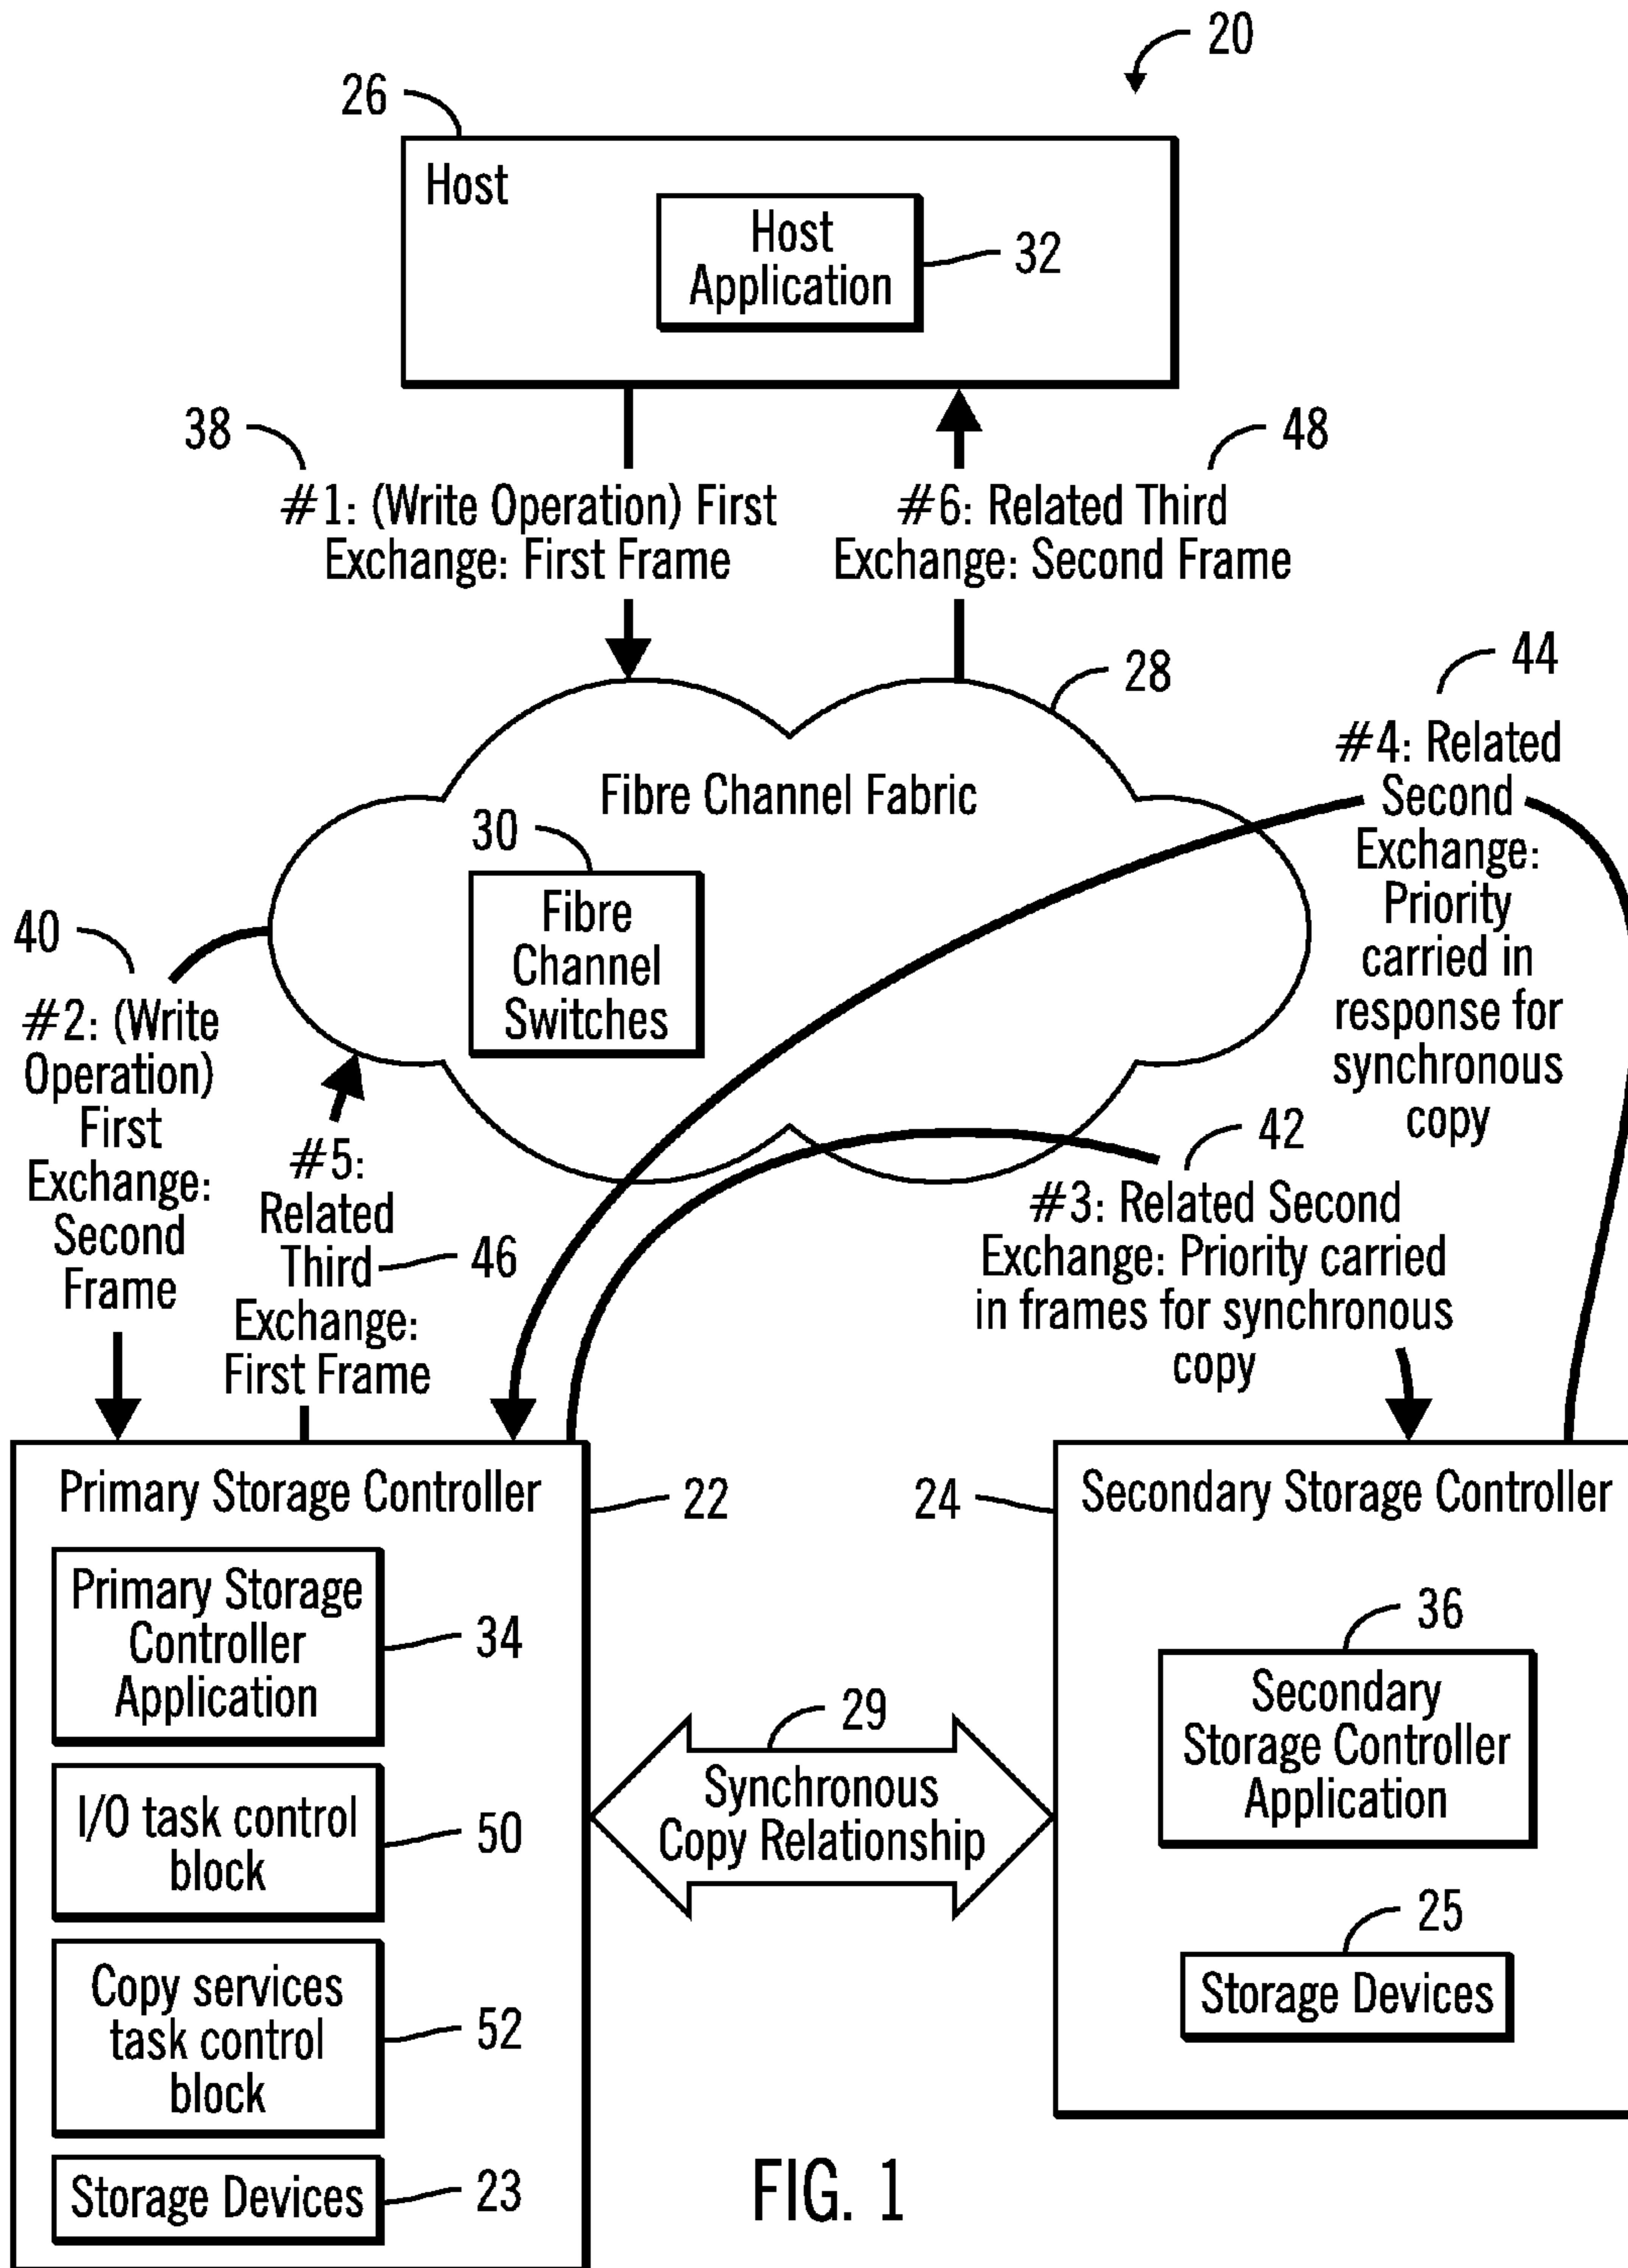 20
26
Host
Host
Application
32
38
48
#1: (Write Operation) First
Exchange: First Frame
#6: Related Third
Exchange: Second Frame
28
44
#4: Related
Second
Exchange:
Priority
carried in
response for
synchronous
copy
Fibre Channel Fabric
30
Fibre
Channel
Switches
40
#2: (Write
Operation)
First
Exchange:
Second
Frame
#5:
Related
Third
Exchange:
First Frame
46
42
#3: Related Second
Exchange: Priority carried
in frames for synchronous
copy
Primary Storage Controller
22
Primary Storage
Controller
Application
34
I/O task control
block
50
Copy services
task control
block
52
Storage Devices
23
29
Synchronous
Copy Relationship
24
Secondary Storage Controller
36
Secondary
Storage Controller
Application
25
Storage Devices
FIG. 1